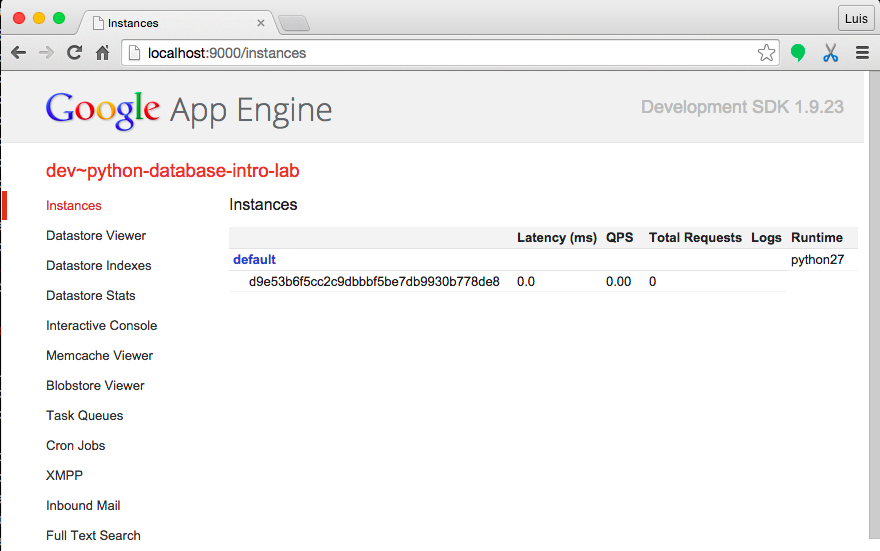 Instances
Luis
localhost:9000/instances
Google App Engine
Development SDK 1.9.23
dev~python-database-intro-lab
Instances
Datastore Viewer
Datastore Indexes
Datastore Stats
Interactive Console
Memcache Viewer
Blobstore Viewer
Task Queues
Cron Jobs
XMPP
Inbound Mail
Full Text Search
Instances
Latency (ms) QPS Total Requests Logs Runtime
default python27
d9e53b6f5cc2c9dbbbf5be7db9930b778de8 0.0 0.00 0